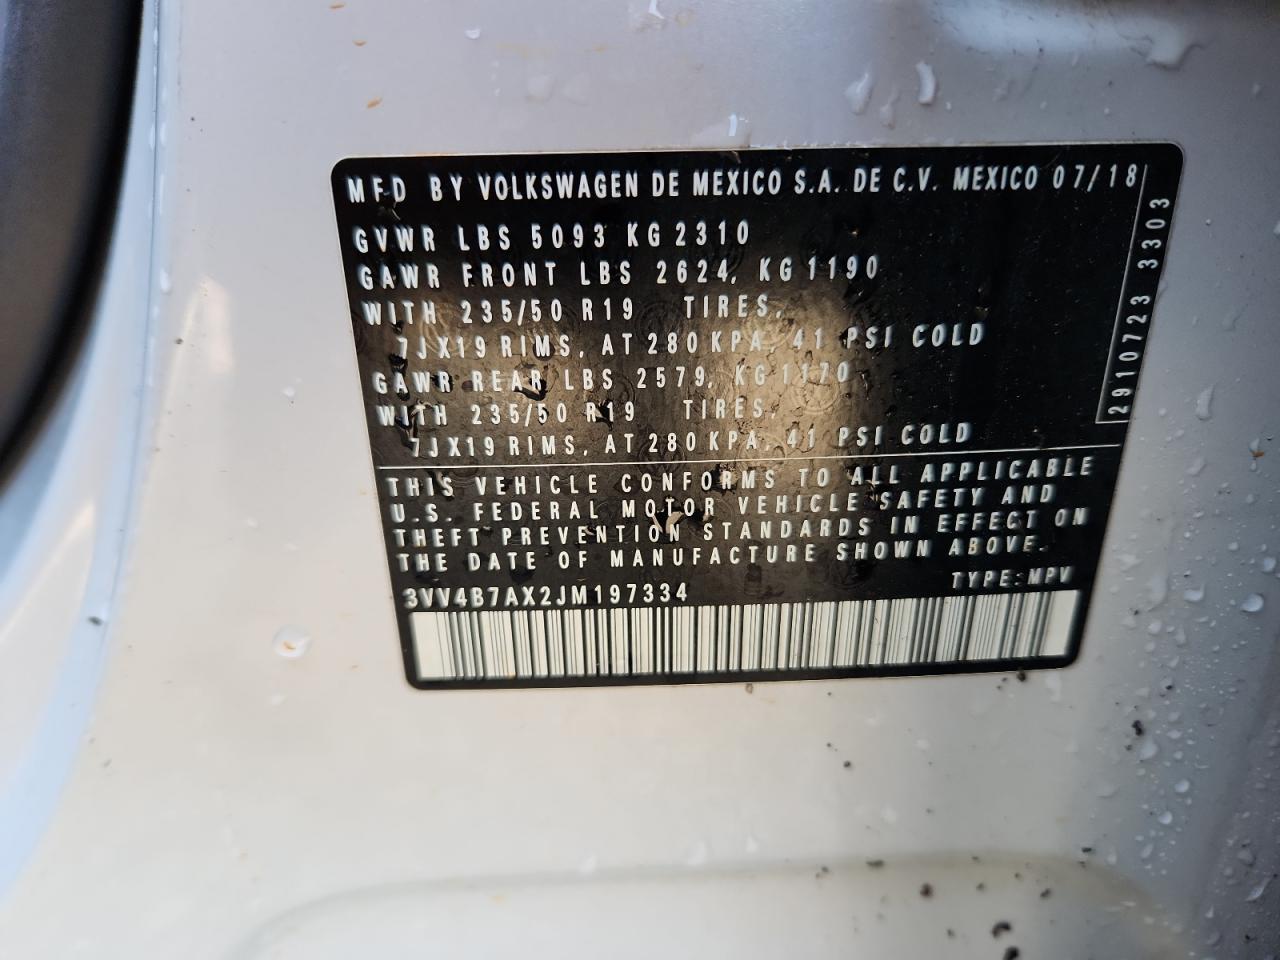 MFD BY VOLKSWAGEN DE MEXICO S.A. DE C.V. MEXICO 07/18
GVWR LBS 5093 KG 2310
GAWR FRONT LBS 2624, KG 1190
WITH 235/50 R19 TIRES,
7JX19 RIMS, AT 280 KPA, 41 PSI COLD
GAWR REAR LBS 2579, KG 1170
WITH 235/50 R19 TIRES,
7JX19 RIMS, AT 280 KPA, 41 PSI COLD
2910723 3303
THIS VEHICLE CONFORMS TO ALL APPLICABLE
U.S. FEDERAL MOTOR VEHICLE SAFETY AND
THEFT PREVENTION STANDARDS IN EFFECT ON
THE DATE OF MANUFACTURE SHOWN ABOVE.
3VV4B7AX2JM197334 TYPE: MPV